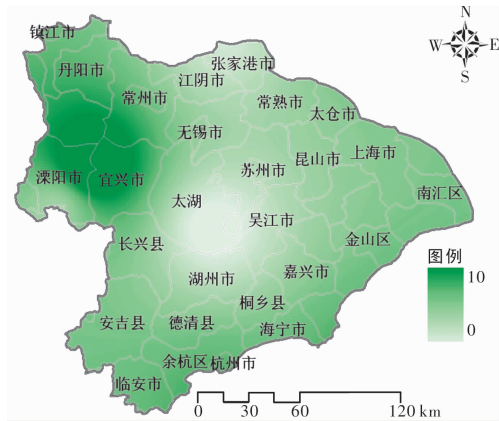 镇江市
N
W E
S
丹阳市
张家港市
江阴市
常州市
常熟市
太仓市
无锡市
上海市
昆山市
苏州市
溧阳市
宜兴市
南汇区
太湖
吴江市
金山区
长兴县
图例
10
0
湖州市
嘉兴市
桐乡县
安吉县
德清县
海宁市
余杭区
杭州市
临安市
0 30 60 120 km